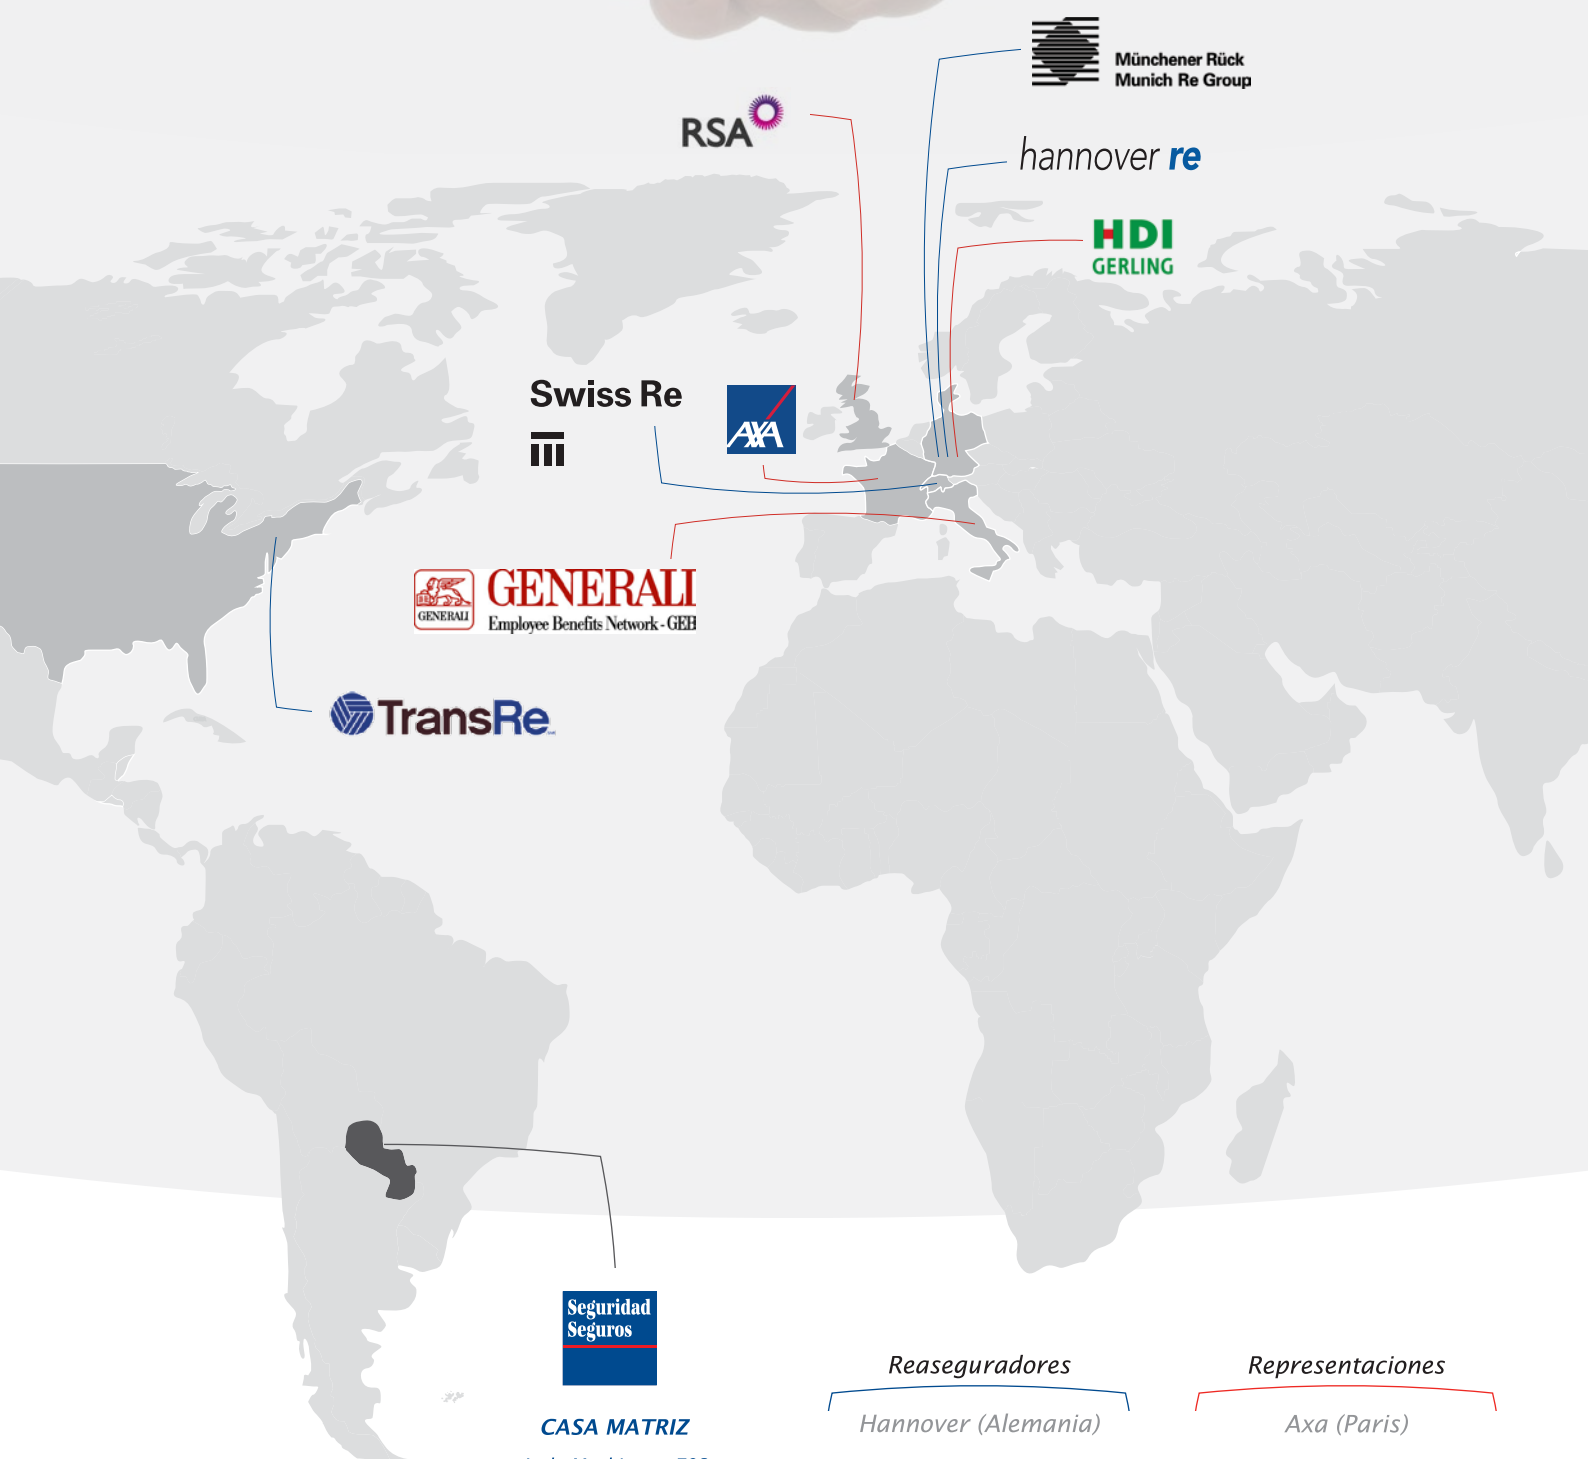 Münchener Rück
Munich Re Group
RSA
hannover re
HDI
GERLING
Swiss Re
AXA
GENERALI
GENERALI
Employee Benefits Network - GEB
TransRe
Seguridad
Seguros
CASA MATRIZ
Reaseguradores
Hannover (Alemania)
Representaciones
Axa (Paris)